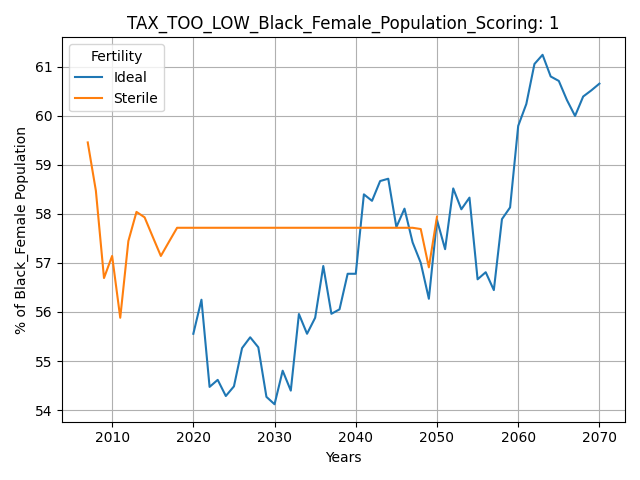 TAX_TOO_LOW_Black_Female_Population_Scoring: 1
Fertility
Ideal
Sterile
% of Black_Female Population
61
60
59
58
57
56
55
54
2010 2020 2030 2040 2050 2060 2070
Years